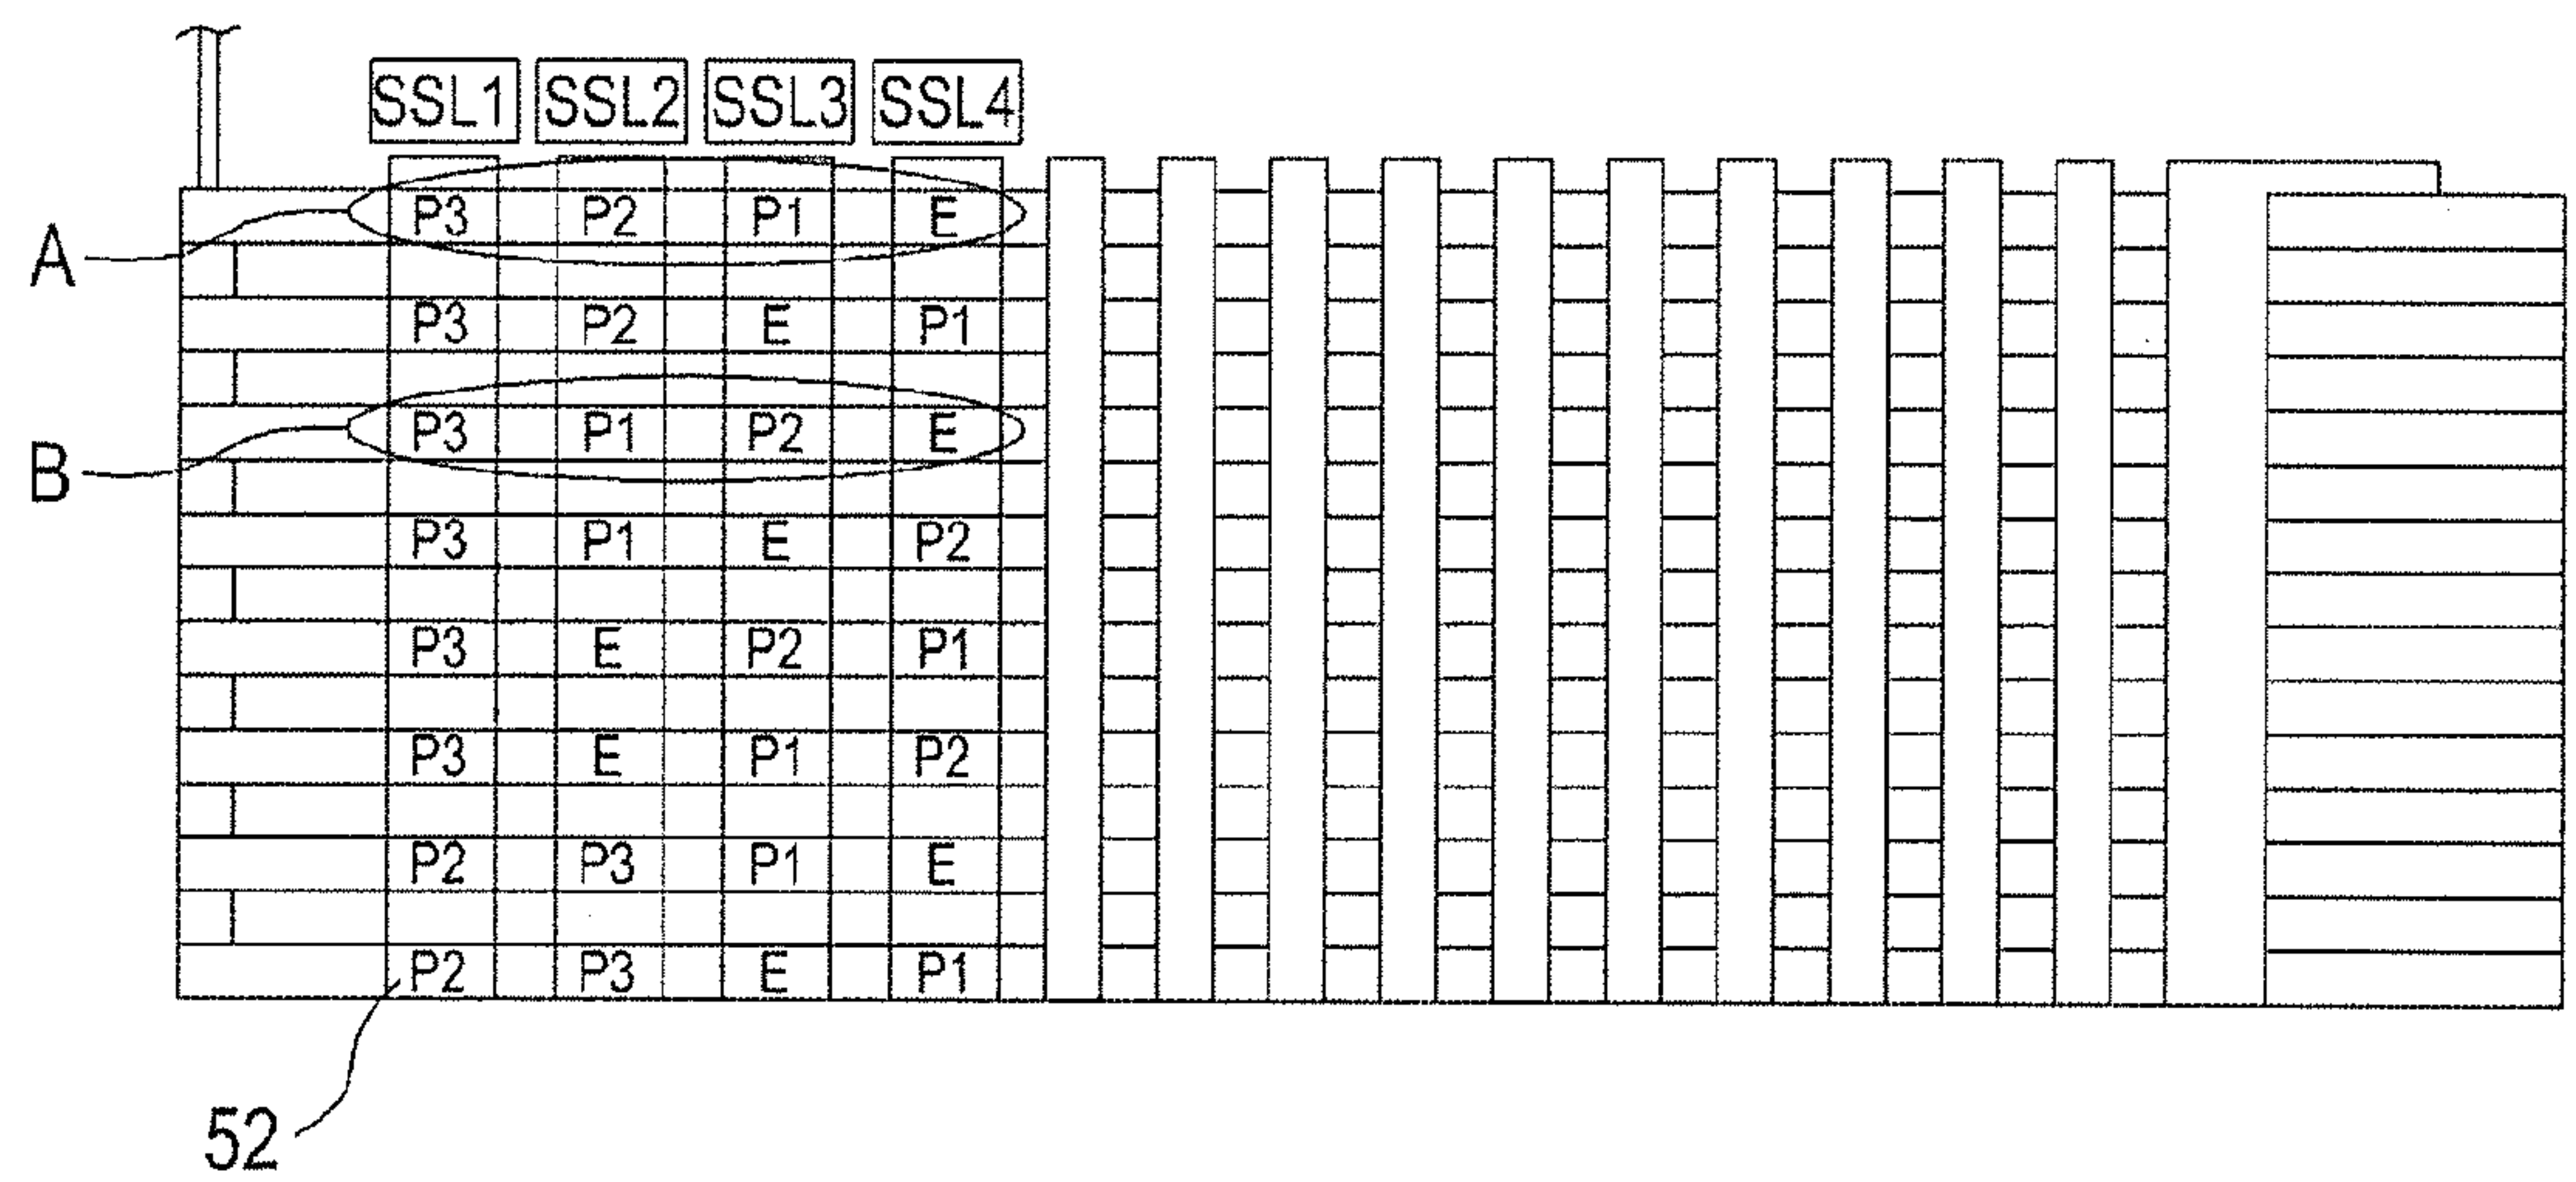 SSL1 SSL2 SSL3 SSL4
A P3 P2 P1 E
P3 P2 E P1
B P3 P1 P2 E
P3 P1 E P2
P3 E P2 P1
P3 E P1 P2
P2 P3 P1 E
P2 P3 E P1
52